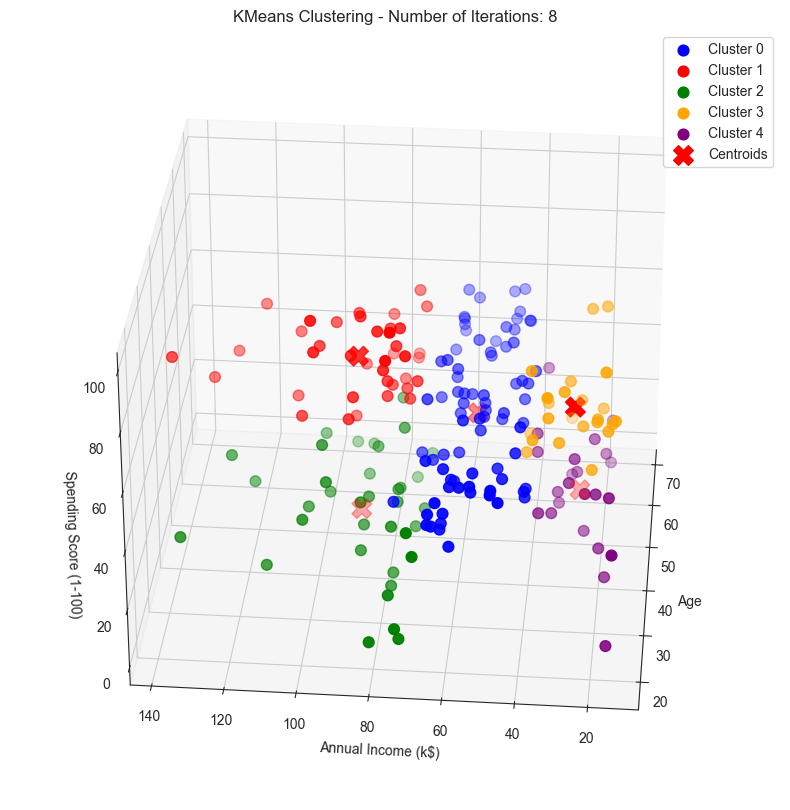 KMeans Clustering - Number of Iterations: 8
Cluster 0
Cluster 1
Cluster 2
Cluster 3
Cluster 4
Centroids
100
80
60
40
20
0
Spending Score (1-100)
140
120
100
80
60
40
20
Annual Income (k$)
70
60
50
40
30
20
Age